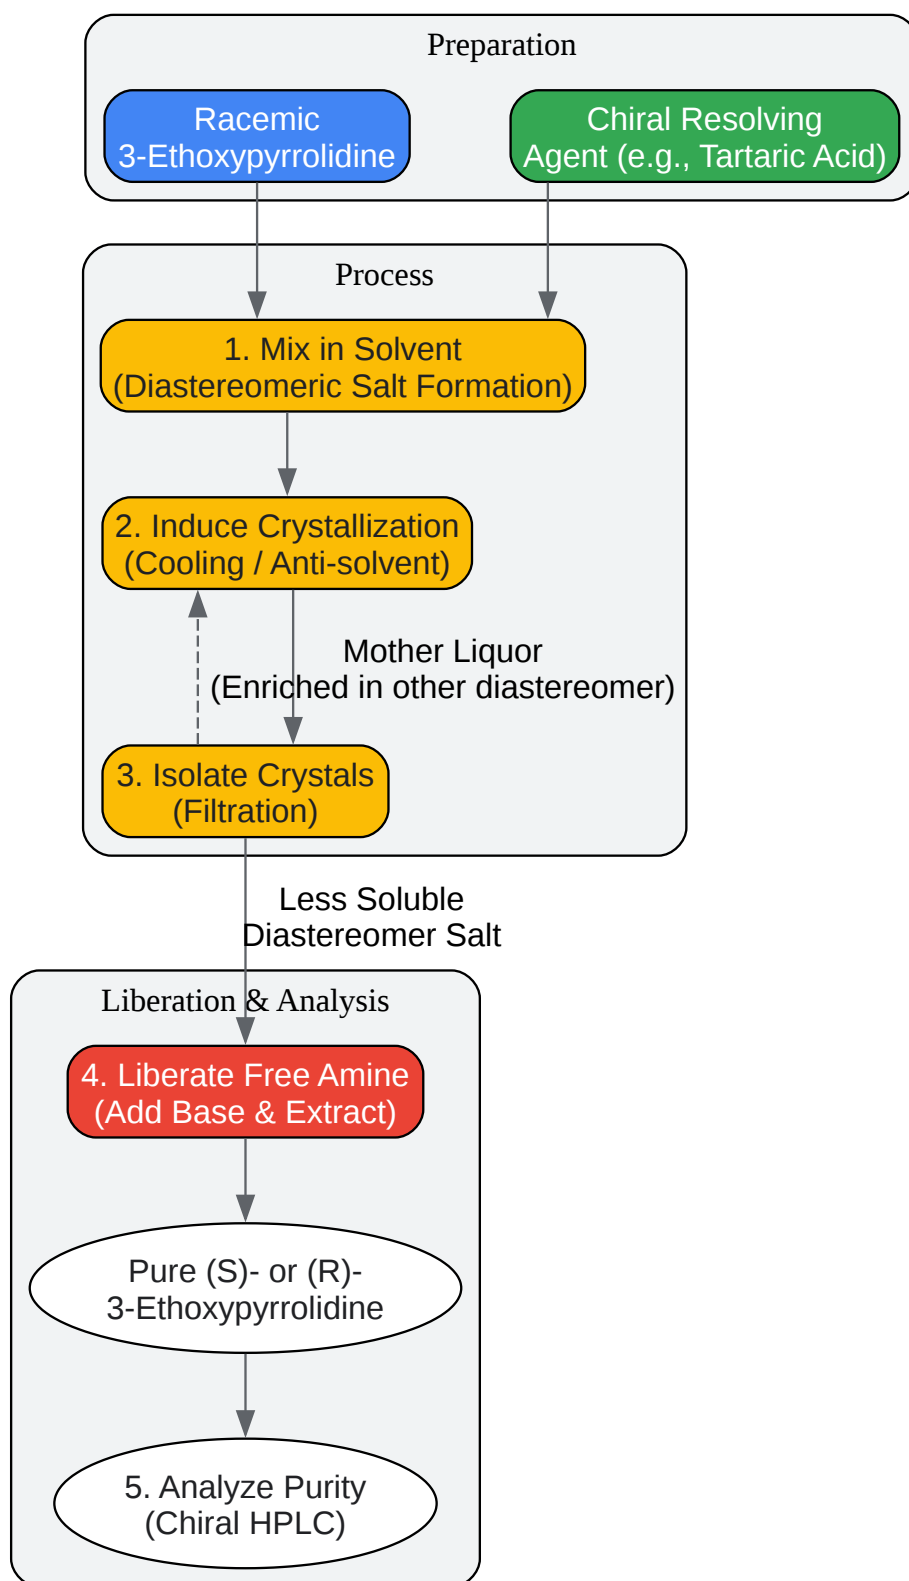 Preparation
Racemic
3-Ethoxypyrrolidine
Chiral Resolving
Agent (e.g., Tartaric Acid)
Process
1. Mix in Solvent
(Diastereomeric Salt Formation)
2. Induce Crystallization
(Cooling / Anti-solvent)
Mother Liquor
(Enriched in other diastereomer)
3. Isolate Crystals
(Filtration)
Less Soluble
Diastereomer Salt
Liberation & Analysis
4. Liberate Free Amine
(Add Base & Extract)
Pure (S)- or (R)-
3-Ethoxypyrrolidine
5. Analyze Purity
(Chiral HPLC)